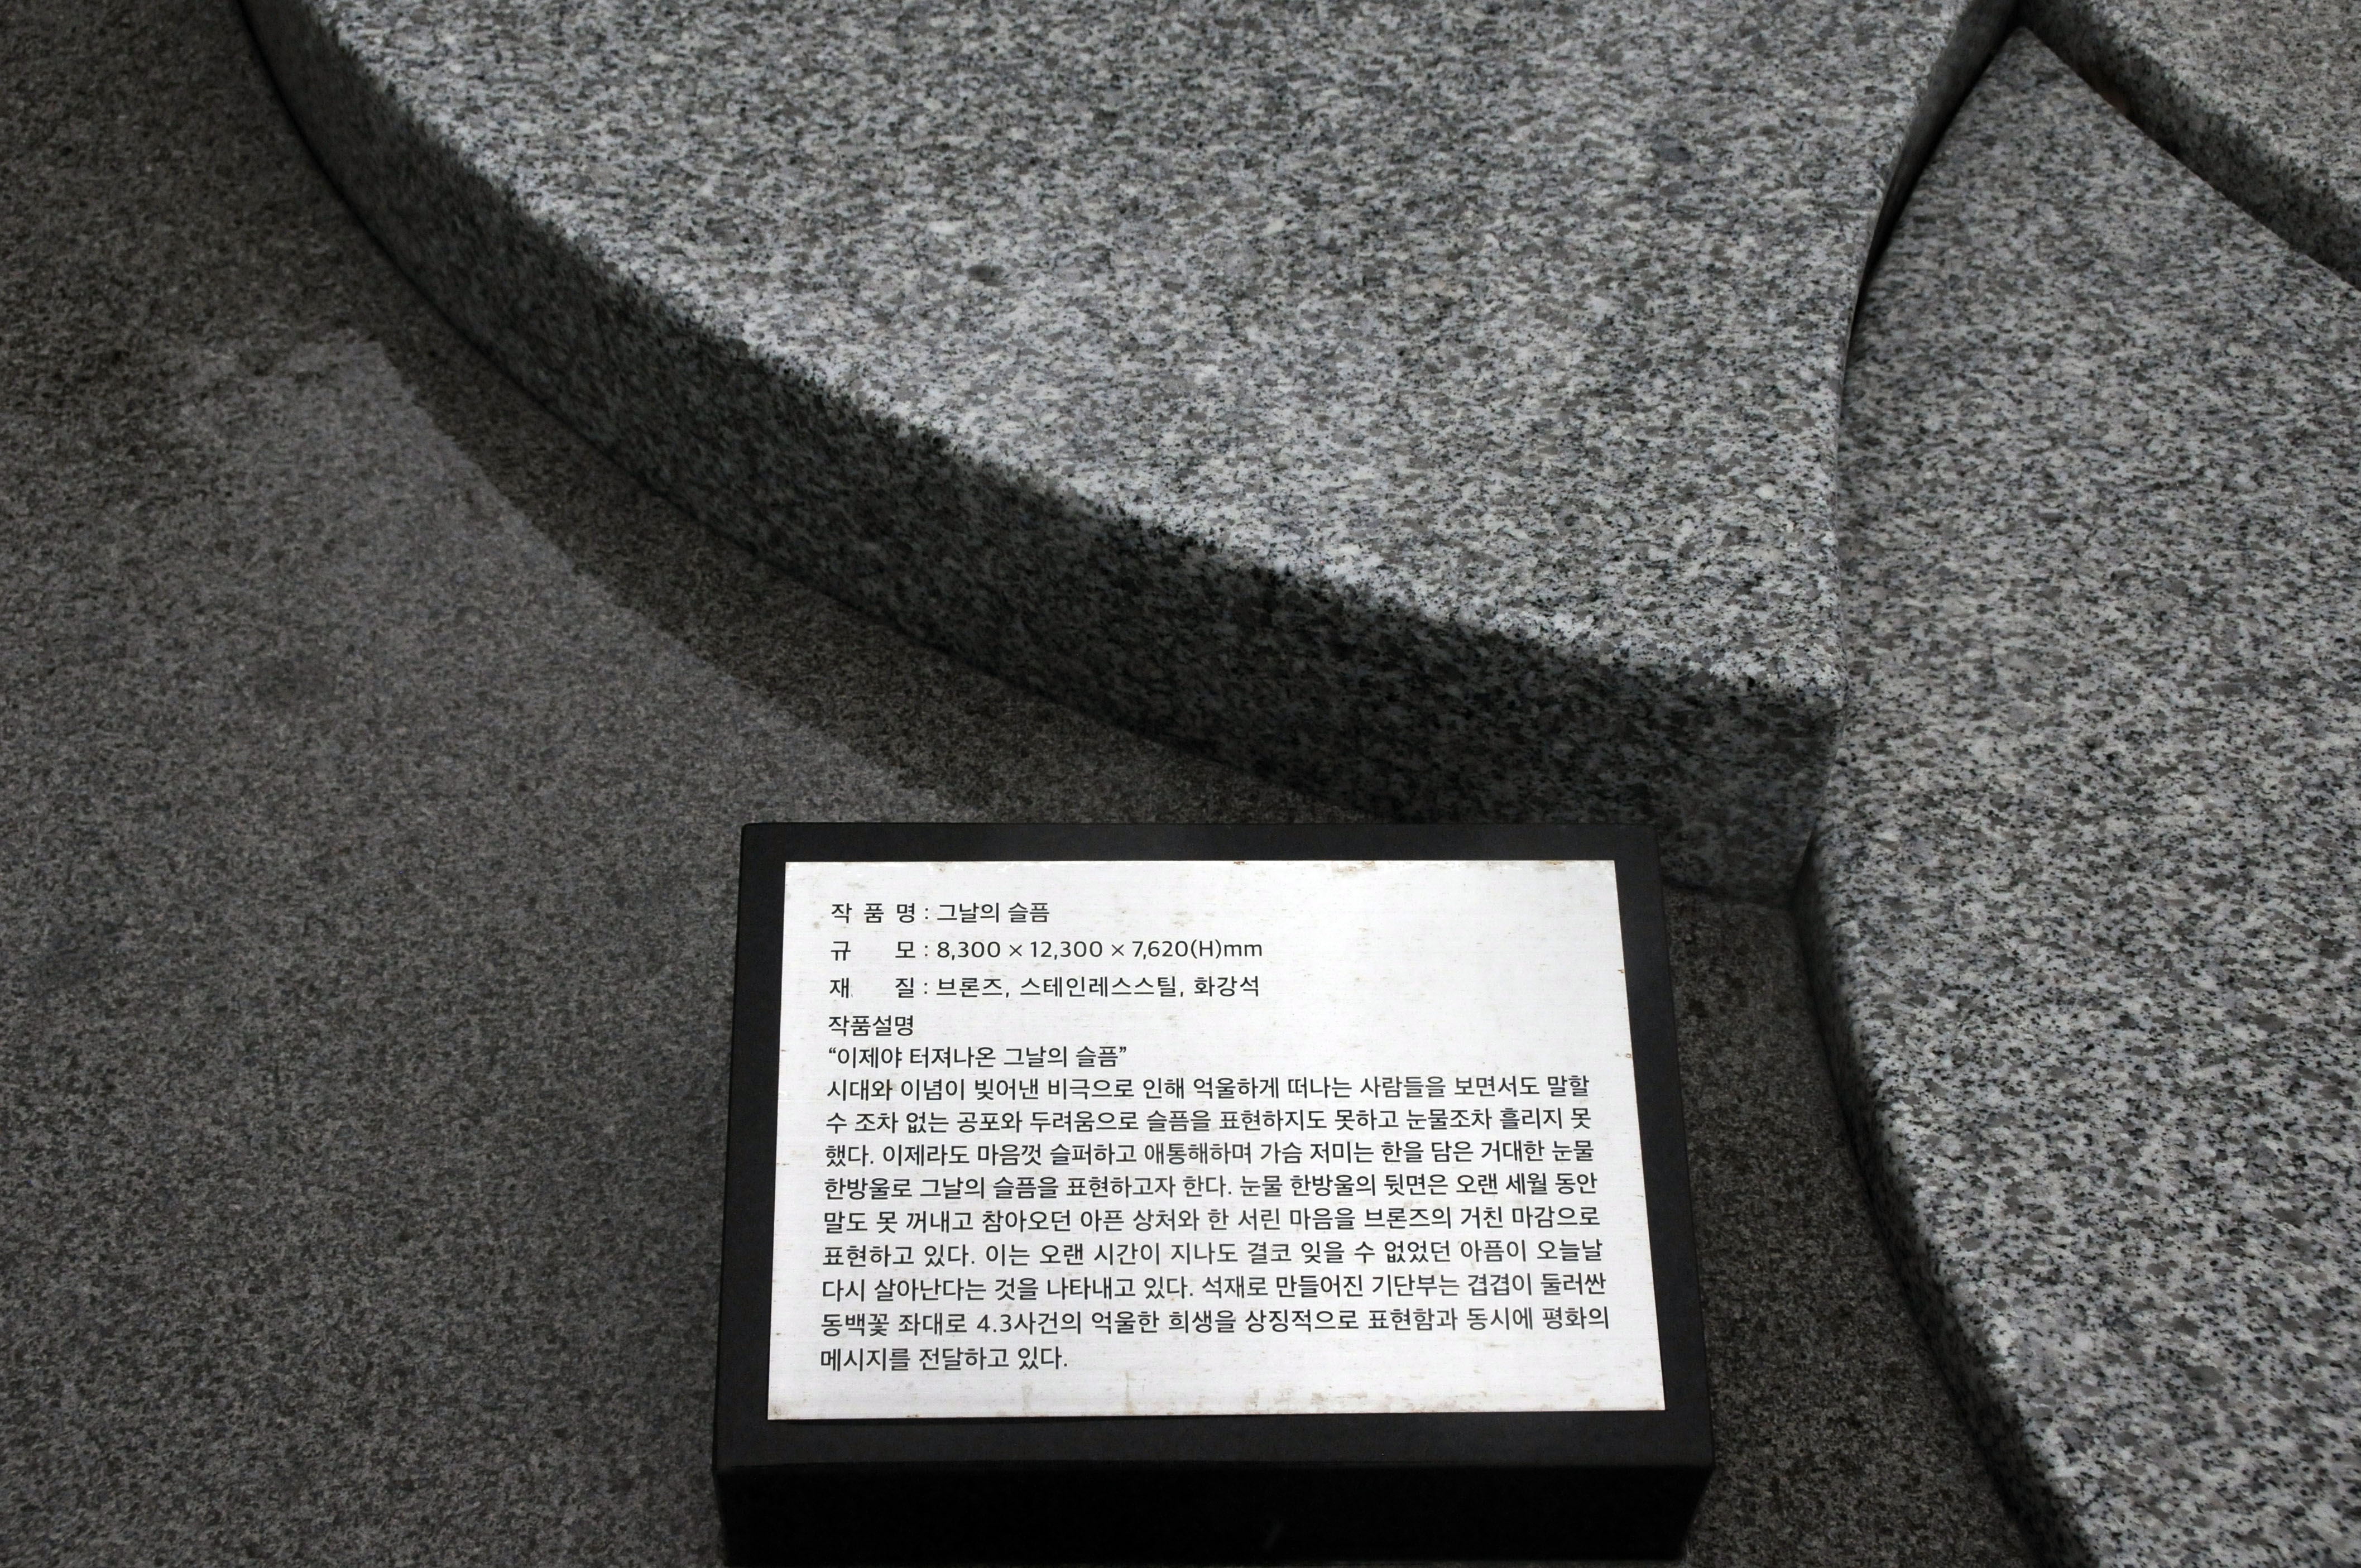 작 품 명 : 그날의 슬픔
규 모 : 8,300 × 12,300 × 7,620(H)mm
재 질 : 브론즈, 스테인레스스틸, 화강석
작품설명
“이제야 터져나온 그날의 슬픔”
시대와 이념이 빚어낸 비극으로 인해 억울하게 떠나는 사람들을 보면서도 말할
수 조차 없는 공포와 두려움으로 슬픔을 표현하지도 못하고 눈물조차 흘리지 못
했다. 이제라도 마음껏 슬퍼하고 애통해하며 가슴 저미는 한을 담은 거대한 눈물
한방울로 그날의 슬픔을 표현하고자 한다. 눈물 한방울의 뒷면은 오랜 세월 동안
말도 못 꺼내고 참아오던 아픈 상처와 한 서린 마음을 브론즈의 거친 마감으로
표현하고 있다. 이는 오랜 시간이 지나도 결코 잊을 수 없었던 아픔이 오늘날
다시 살아난다는 것을 나타내고 있다. 석재로 만들어진 기단부는 겹겹이 둘러싼
동백꽃 좌대로 4.3사건의 억울한 희생을 상징적으로 표현함과 동시에 평화의
메시지를 전달하고 있다.